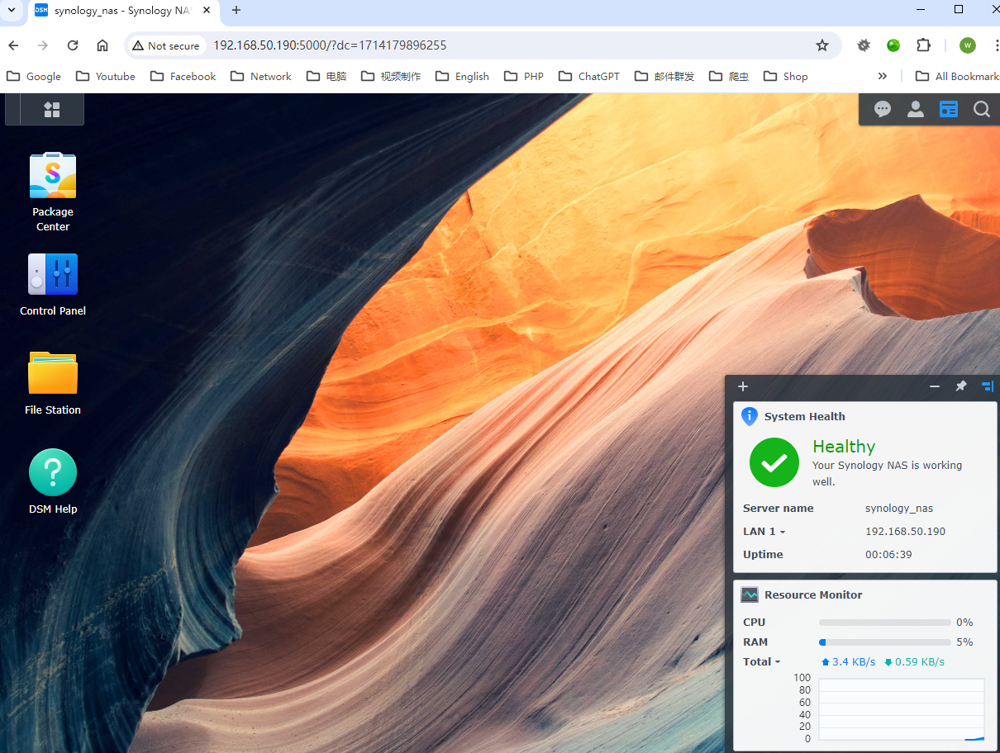 DSM synology_nas - Synology NAS
Not secure 192.168.50.190:5000/?dc=1714179896255 W
Google Youtube Facebook Network 电脑 视频制作 English PHP ChatGPT 邮件群发 爬虫 Shop » All Bookmarks
Package
Center
Control Panel
File Station
DSM Help
System Health
Healthy
Your Synology NAS is working
well.
Server name synology_nas
LAN 1 192.168.50.190
Uptime 00:06:39
Resource Monitor
CPU 0%
RAM 5%
Total 3.4 KB/s 0.59 KB/s
100
80
60
40
20
0